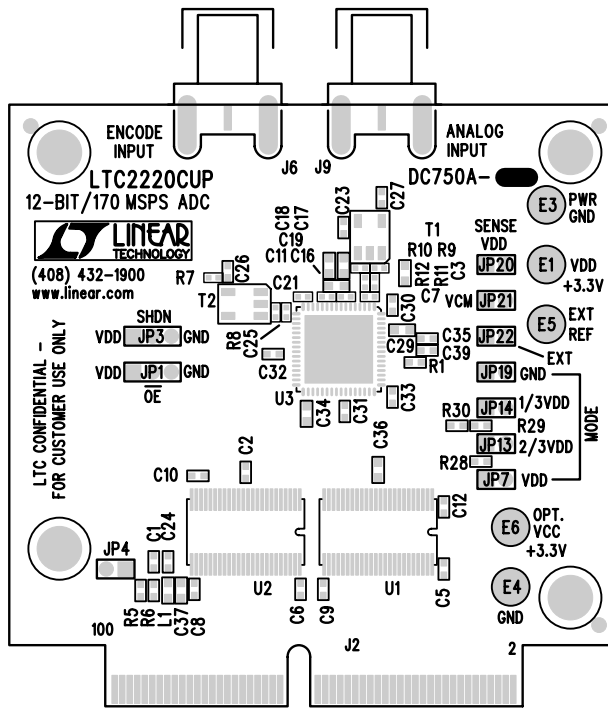 ENCODE
INPUT
ANALOG
INPUT
J6 J9
LTC2220CUP
12-BIT/170 MSPS ADC
DC750A-
LINEAR
TECHNOLOGY
(408) 432-1900
www.linear.com
E3 PWR
GND
E1 VDD
+3.3V
E5 EXT
REF
C27
C23
C18 C17
C19
C11 C16
T1
R10 R9
R12
R11
C3
C7
SENSE
VDD
JP20
VCM JP21
JP22
EXT
R7
C26
T2
C21
R8
C25
C32
C30
C29
C35
C39
R1
C33
U3
C34
C31
SHDN
VDD JP3 GND
VDD JP1 GND
OE
LTC CONFIDENTIAL -
FOR CUSTOMER USE ONLY
JP19 GND
JP14 1/3VDD
R30 R29
JP13 2/3VDD
R28
JP7 VDD
MODE
C10
C2
C36
C12
E6 OPT.
VCC
+3.3V
E4
GND
JP4
C1
C24
U2
U1
C5
R5
R6
L1
C37
C8
C6
C9
100
J2
2